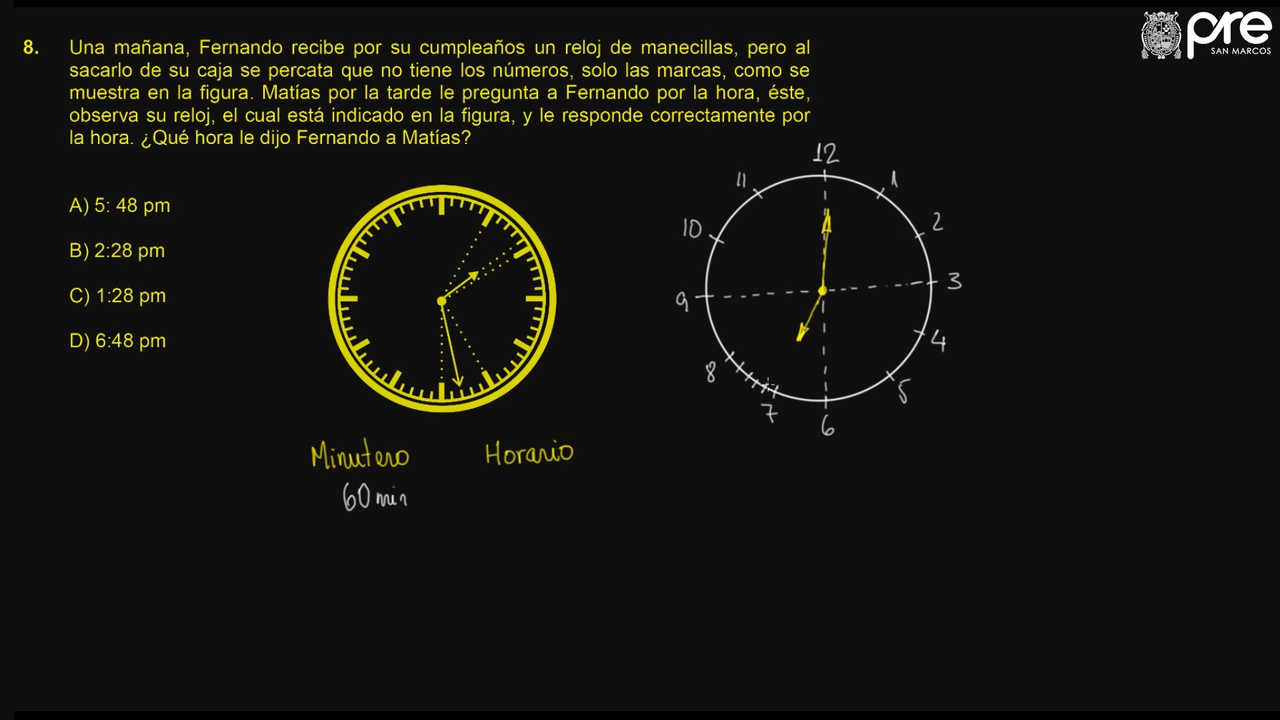 pre
SAN MARCOS
8. Una mañana, Fernando recibe por su cumpleaños un reloj de manecillas, pero al
sacarlo de su caja se percata que no tiene los números, solo las marcas, como se
muestra en la figura. Matías por la tarde le pregunta a Fernando por la hora, éste,
observa su reloj, el cual está indicado en la figura, y le responde correctamente por
la hora. ¿Qué hora le dijo Fernando a Matías?
A) 5: 48 pm
B) 2:28 pm
C) 1:28 pm
D) 6:48 pm
12
11
1
10
2
9
3
8
4
7
5
6
Minutero
Horario
60 min